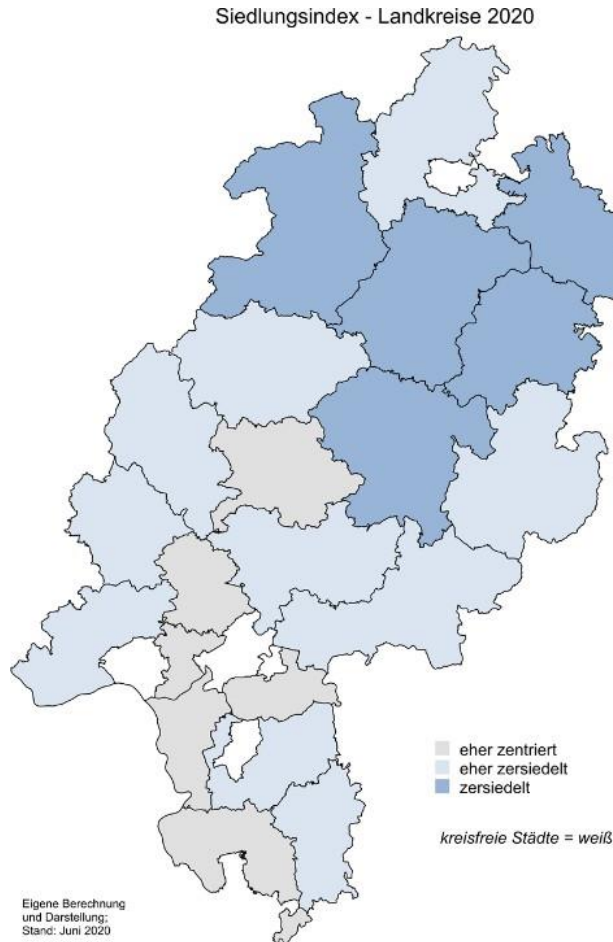 Siedlungsindex - Landkreise 2020
eher zentriert
eher zersiedelt
zersiedelt
kreisfreie Städte = weiß
Eigene Berechnung
und Darstellung;
Stand: Juni 2020